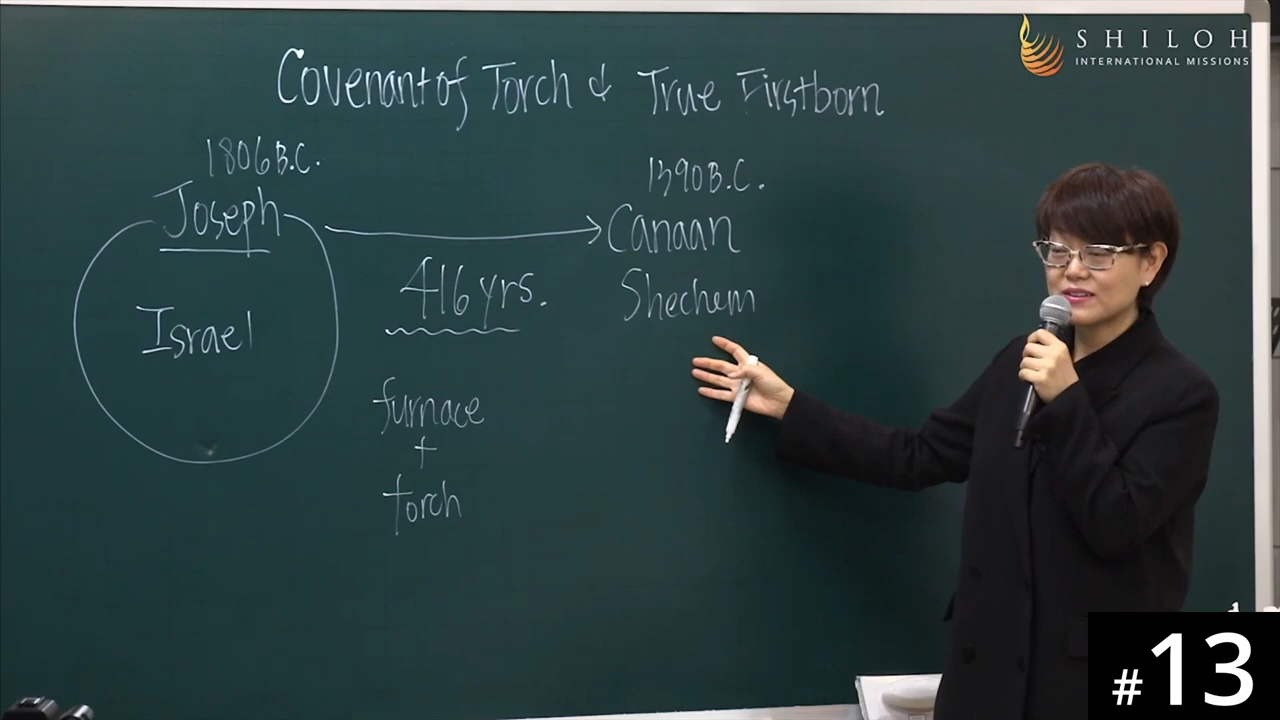 SHILOH
INTERNATIONAL MISSIONS
Covenant of Torch & True Firstborn
1806 B.C.
Joseph
Israel
416 yrs.
furnace
+
torch
1390 B.C.
Canaan
Shechem
#13